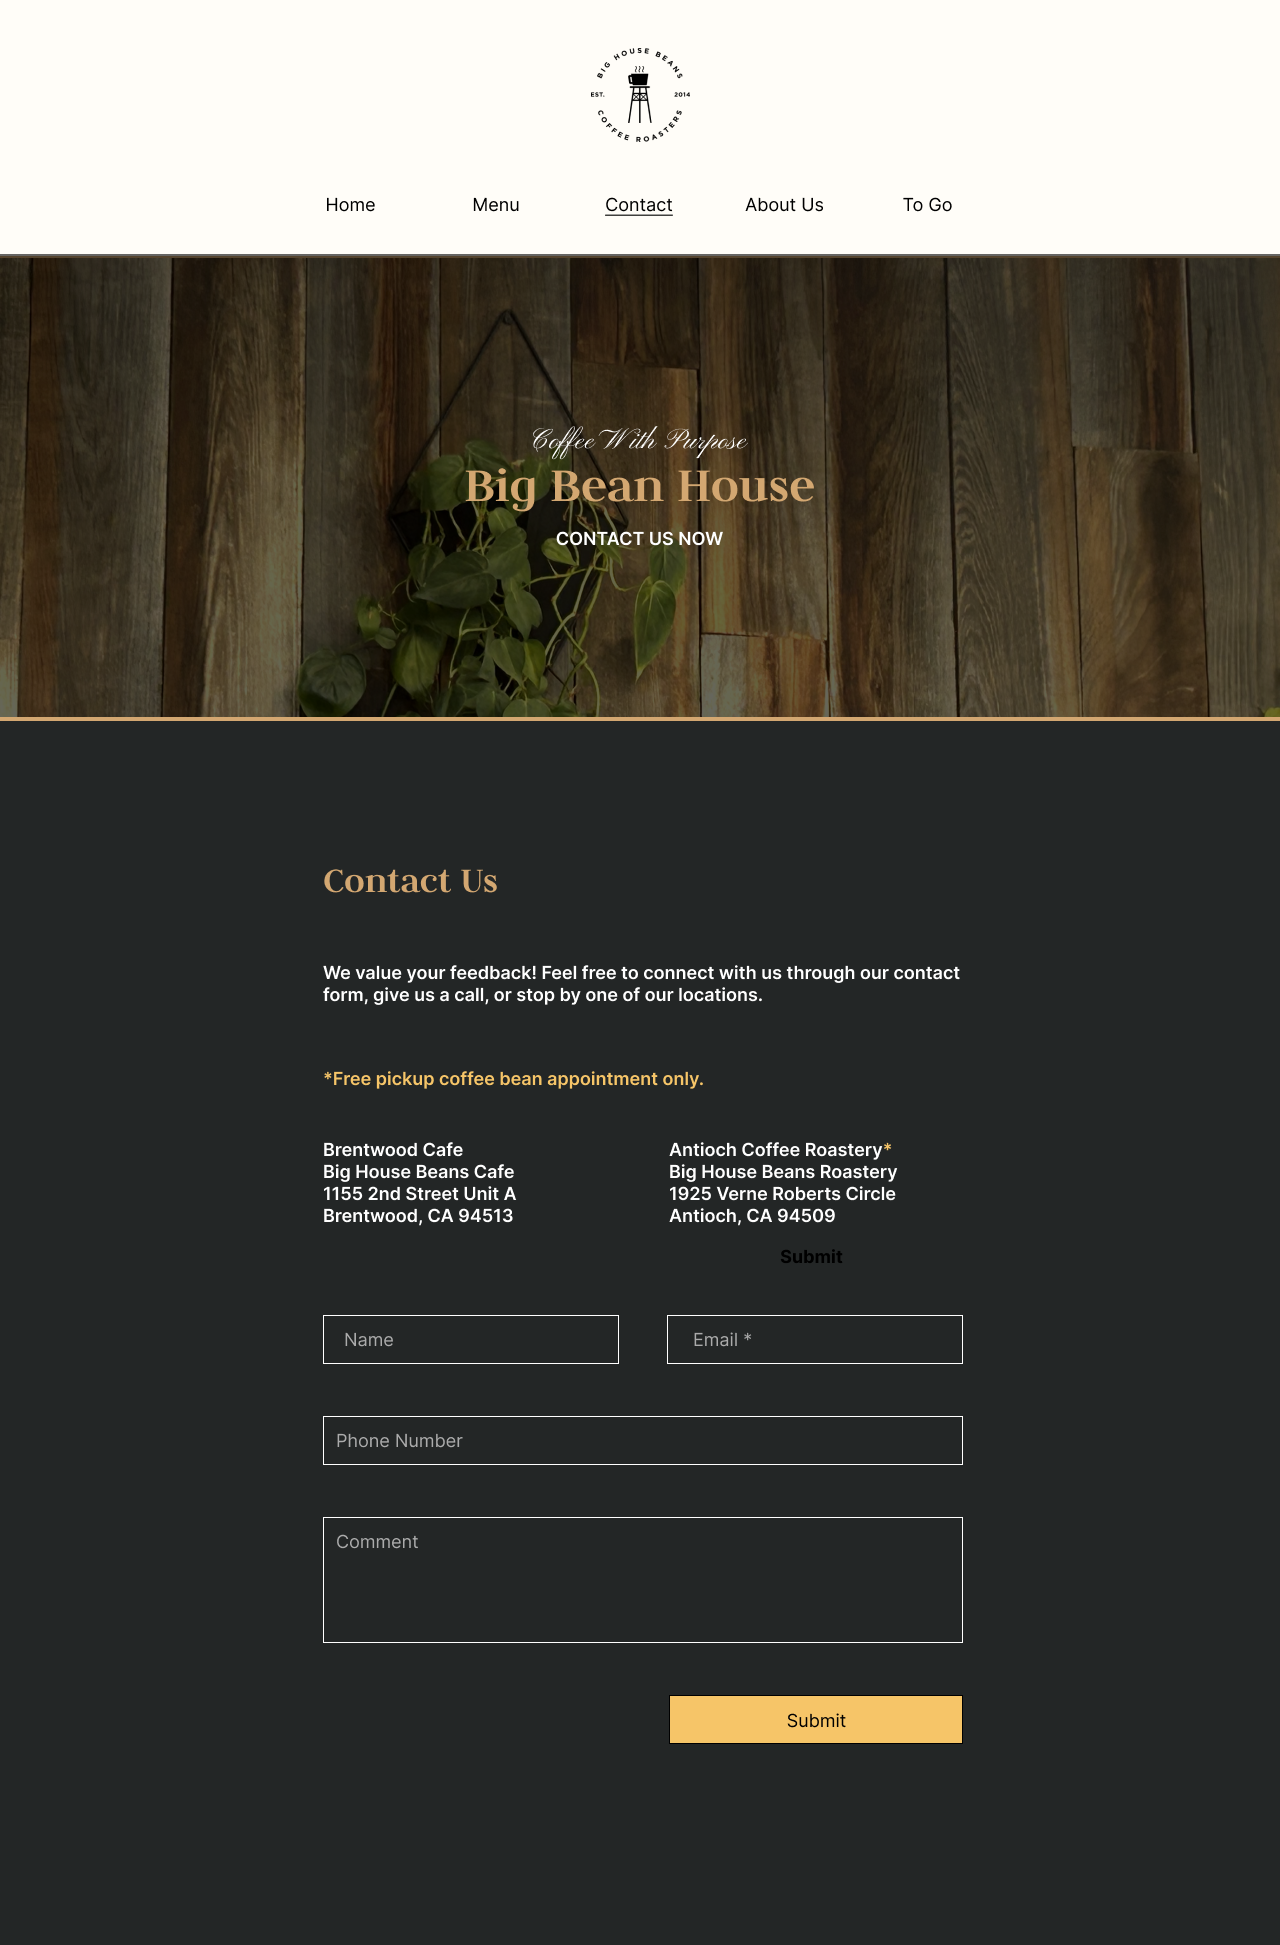 BIG HOUSE BEANS
EST. 2014
COFFEE ROASTERS
Home Menu Contact About Us To Go
Coffee With Purpose
Big Bean House
CONTACT US NOW
Contact Us
We value your feedback! Feel free to connect with us through our contact
form, give us a call, or stop by one of our locations.
*Free pickup coffee bean appointment only.
Brentwood Cafe
Big House Beans Cafe
1155 2nd Street Unit A
Brentwood, CA 94513
Antioch Coffee Roastery*
Big House Beans Roastery
1925 Verne Roberts Circle
Antioch, CA 94509
Submit
Name
Email *
Phone Number
Comment
Submit